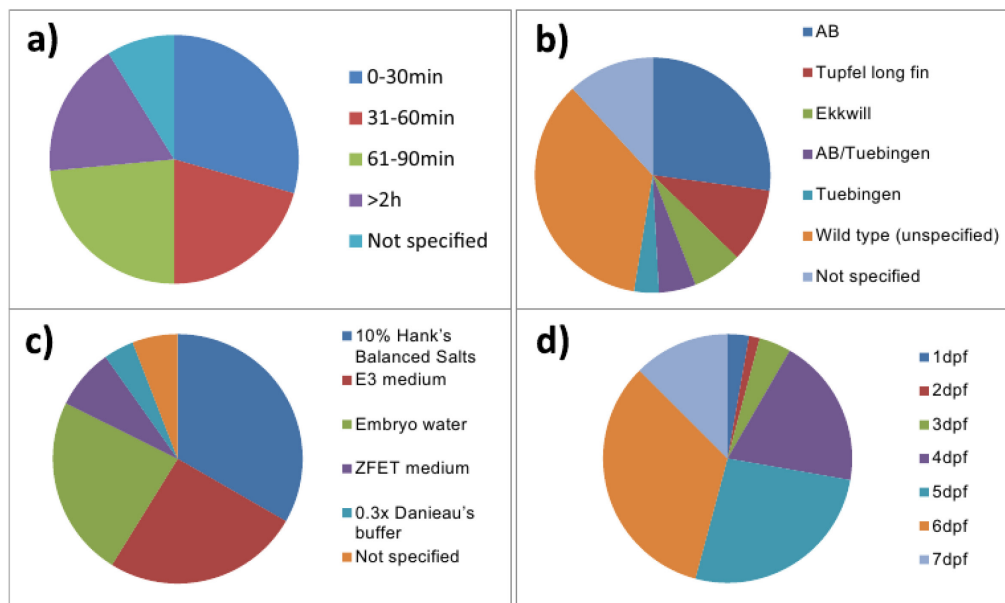 a)
0-30min
31-60min
61-90min
>2h
Not specified
b)
AB
Tupfel long fin
Ekkwill
AB/Tuebingen
Tuebingen
Wild type (unspecified)
Not specified
c)
10% Hank's
Balanced Salts
E3 medium
Embryo water
ZFET medium
0.3x Danieau's
buffer
Not specified
d)
1dpf
2dpf
3dpf
4dpf
5dpf
6dpf
7dpf